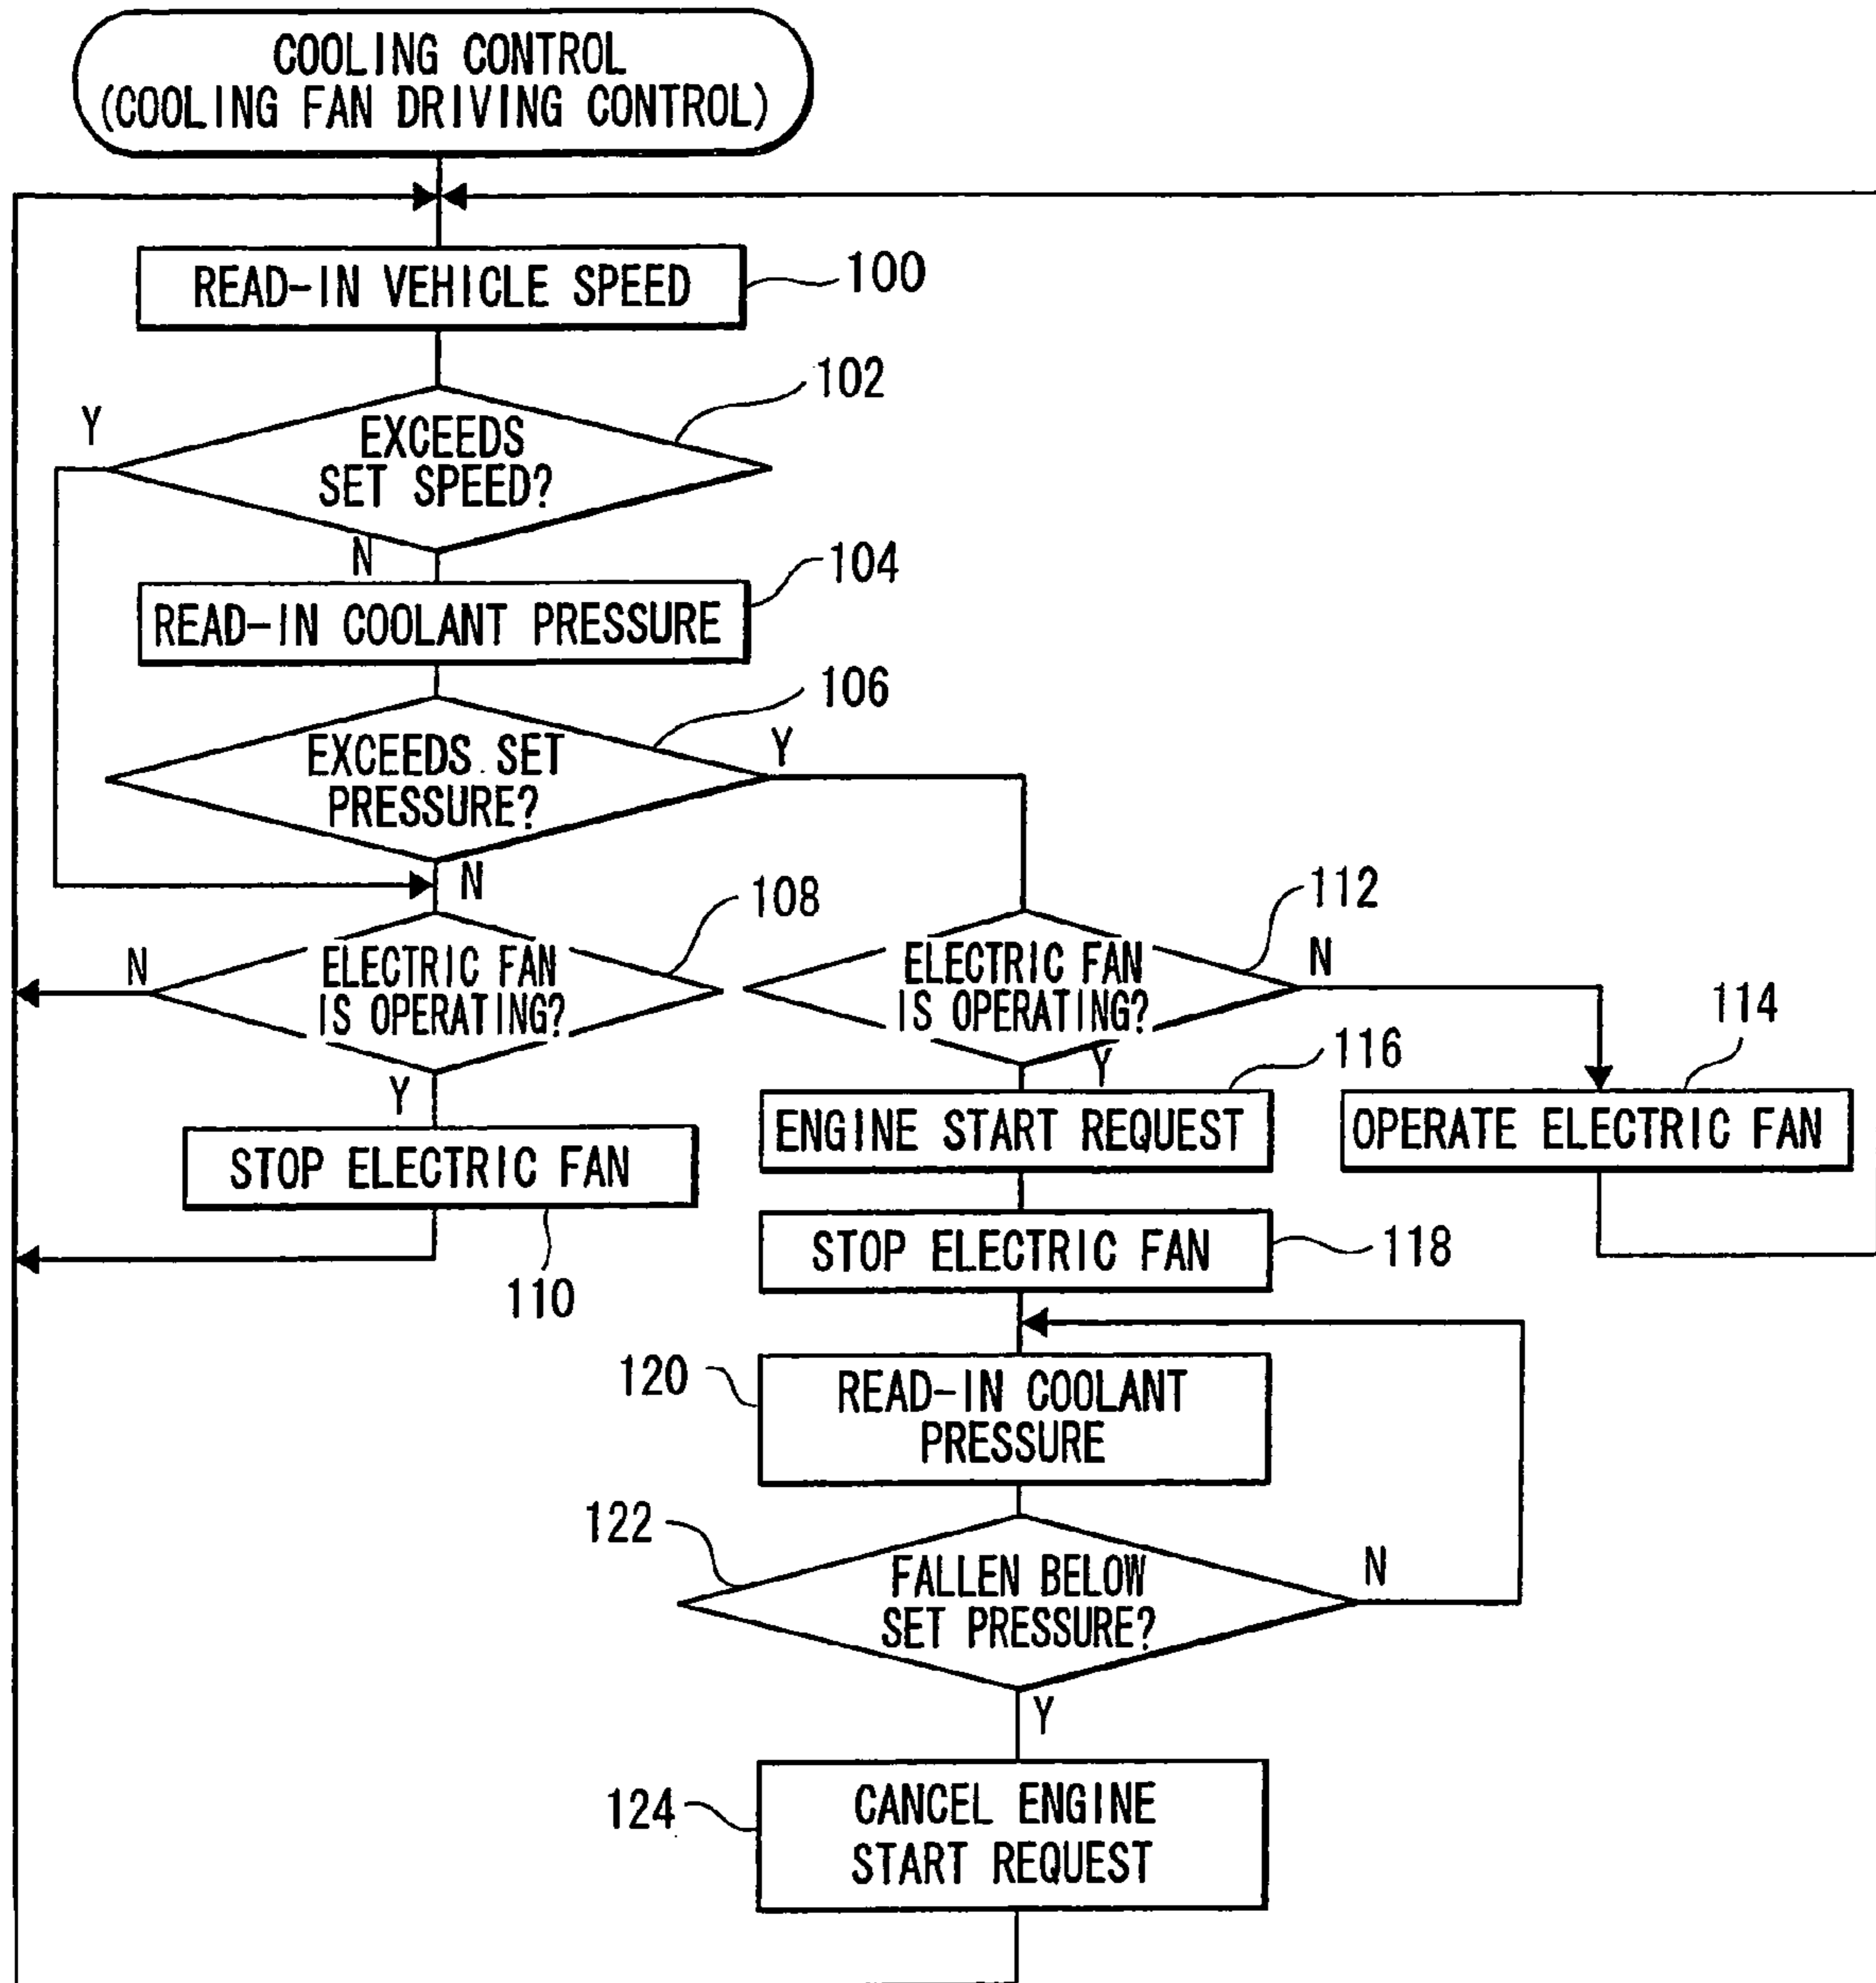 COOLING CONTROL
(COOLING FAN DRIVING CONTROL)
READ-IN VEHICLE SPEED
100
102
Y
EXCEEDS
SET SPEED?
N
104
READ-IN COOLANT PRESSURE
106
Y
EXCEEDS SET
PRESSURE?
N
108
112
N
ELECTRIC FAN
IS OPERATING?
ELECTRIC FAN
IS OPERATING?
N
114
Y
Y
116
ENGINE START REQUEST
OPERATE ELECTRIC FAN
STOP ELECTRIC FAN
110
STOP ELECTRIC FAN
118
120
READ-IN COOLANT
PRESSURE
122
FALLEN BELOW
SET PRESSURE?
N
Y
124
CANCEL ENGINE
START REQUEST